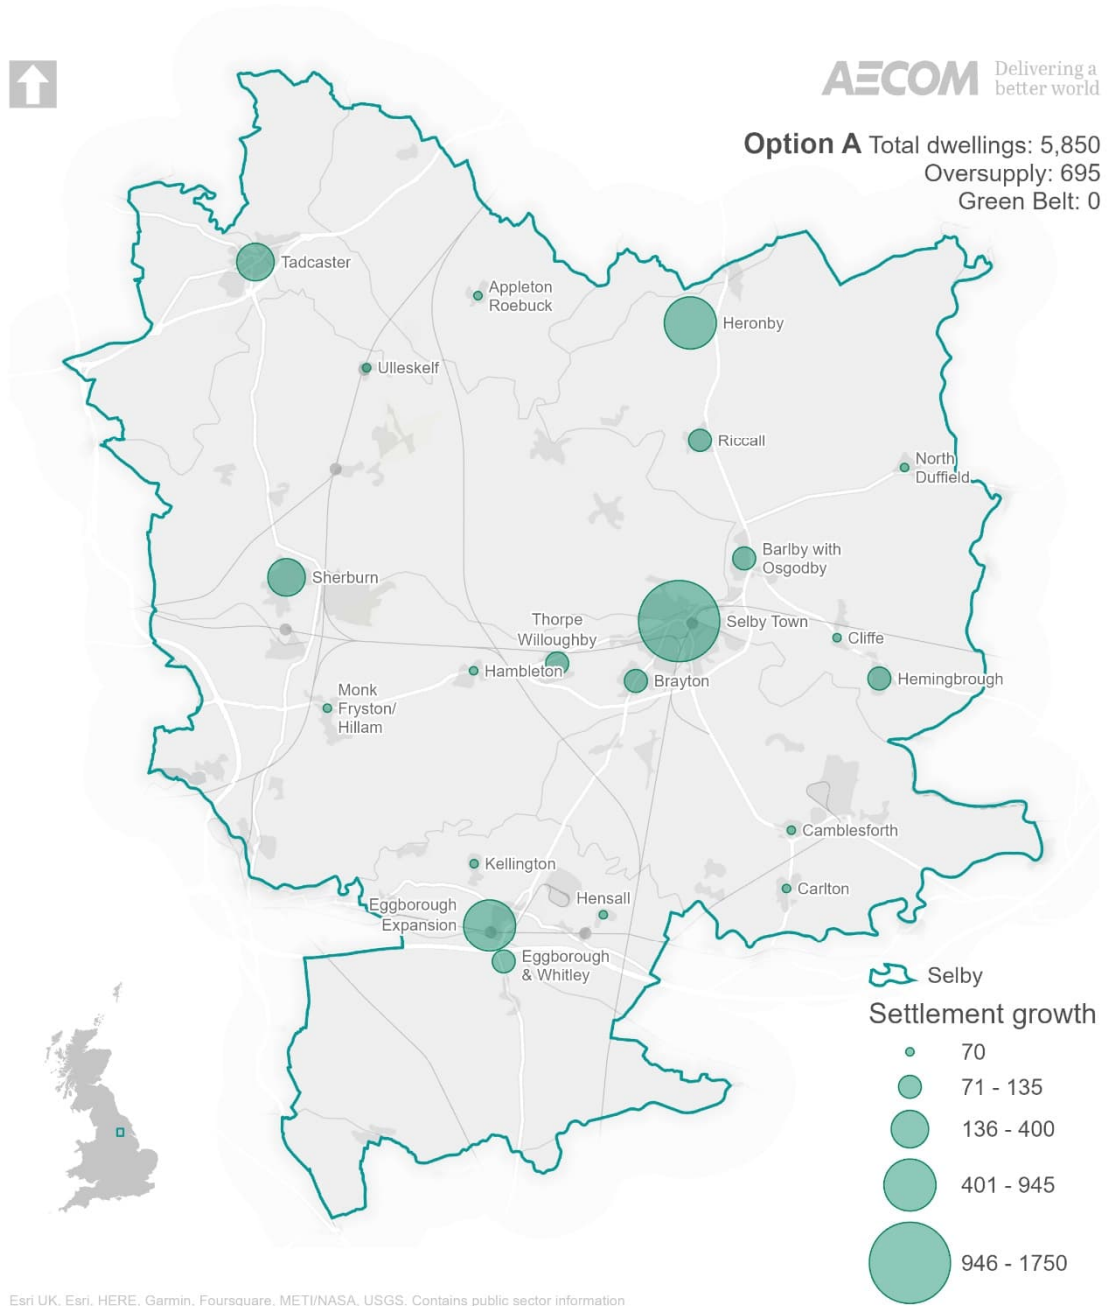 AECOM Delivering a
better world
Option A Total dwellings: 5,850
Oversupply: 695
Green Belt: 0
Tadcaster
Appleton
Roebuck
Heronby
Ulleskelf
Riccall
North
Duffield
Barlby with
Osgodby
Sherburn
Thorpe
Willoughby
Selby Town
Cliffe
Hambleton
Brayton
Hemingbrough
Monk
Fryston/
Hillam
Camblesforth
Kellington
Carlton
Hensall
Eggborough
Expansion
Eggborough
& Whitley
Selby
Settlement growth
70
71 - 135
136 - 400
401 - 945
946 - 1750
Esri UK, Esri, HERE, Garmin, Foursquare, METI/NASA, USGS. Contains public sector information